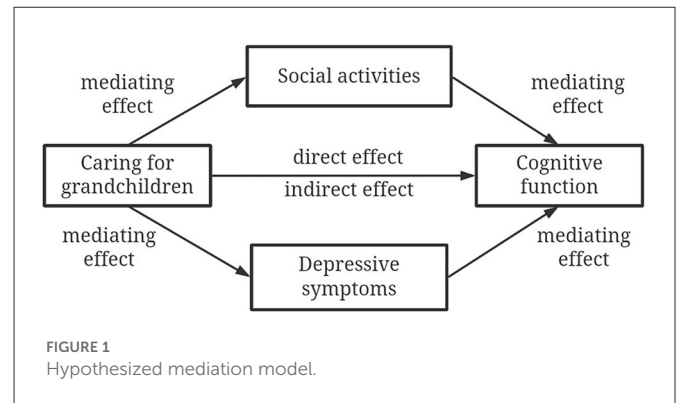 Social activities
mediating
effect
mediating
effect
Caring for
grandchildren
direct effect
indirect effect
Cognitive
function
mediating
effect
mediating
effect
Depressive
symptoms
FIGURE 1
Hypothesized mediation model.